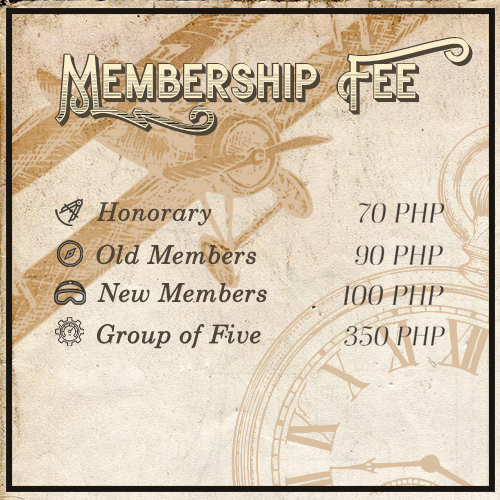 Membership Fee
Honorary 70 PHP
Old Members 90 PHP
New Members 100 PHP
Group of Five 350 PHP